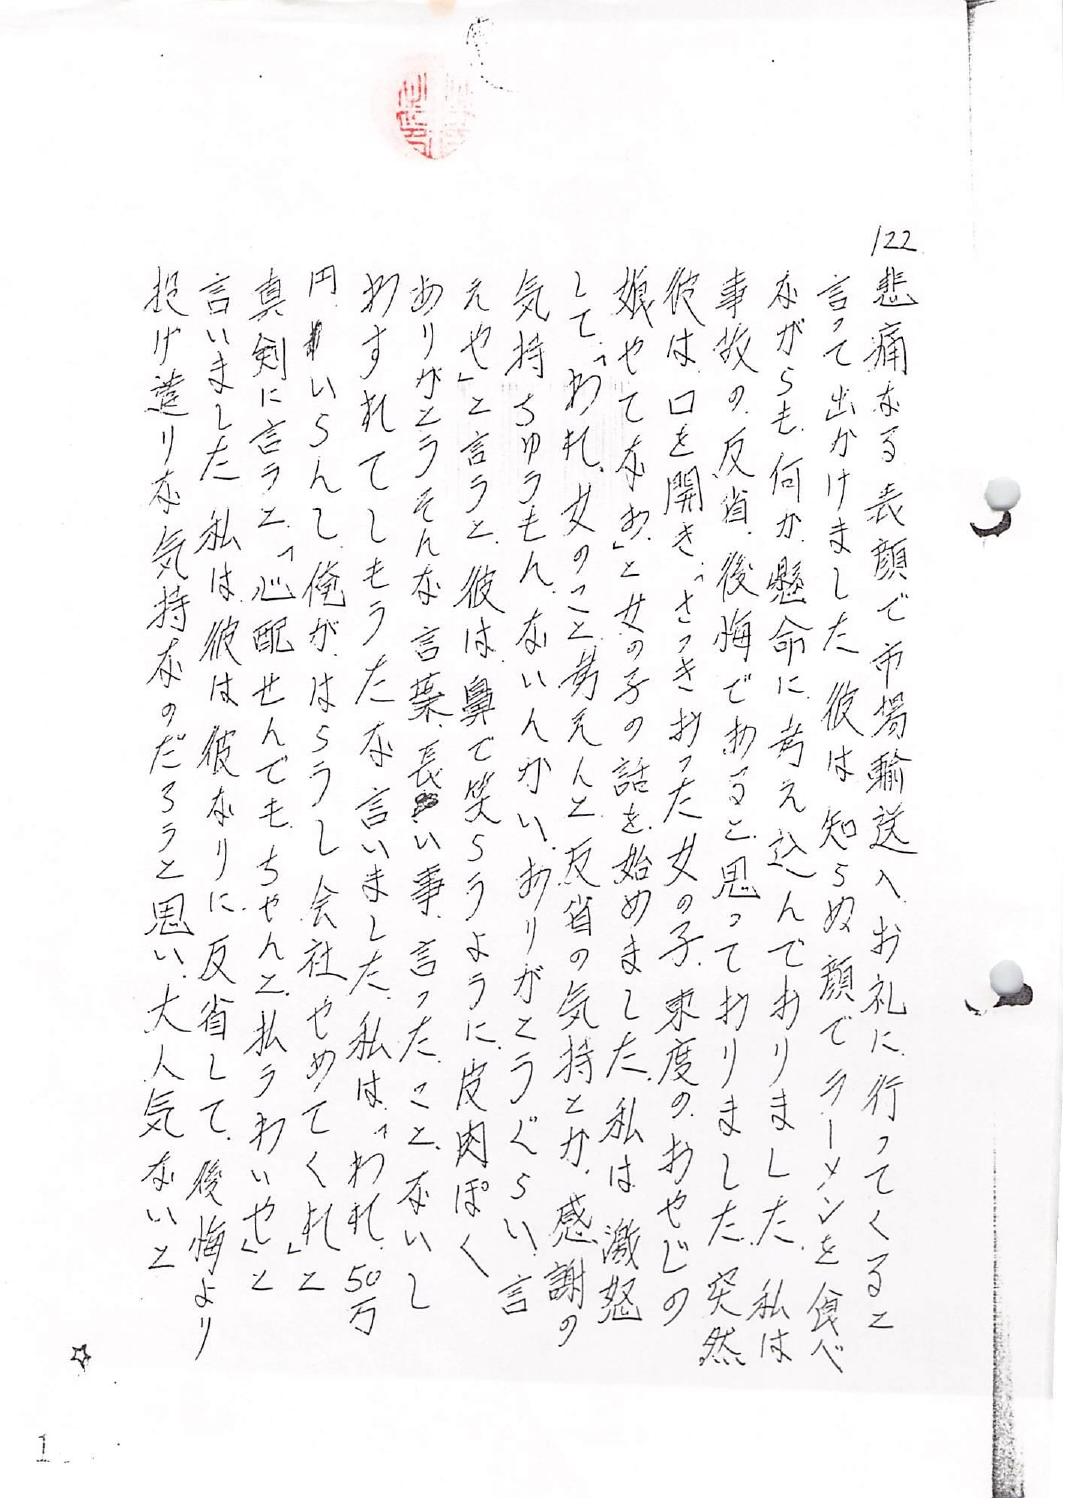 122
悲痛なる表顔で市場輸送へお礼に行ってくると
言って出かけました 彼は知らぬ顔でラーメンを食べ
ながらも何か懸命に考え込んでおりました、私は
事故の反省、後悔であると思っておりました、突然
彼は口を開き、「さっきおった女の子、東度のおやじの
娘やてなお」と女の子の話を始めました、私は激怒
して、「われ、女のこと考えんと反省の気持とか、感謝の
気持ちゅうもん、ないんかい、ありがとうぐらい、言
えや」と言うと、彼は鼻で笑らうように、皮肉ぽく
ありがとうそんな言葉、長い事、言ったこと、ないし
わすれてしもうたな言いました、私は、「われ、50万
円、いらんし、俺が、はらうし会社やめてくれ」と
真剣に言うと、「心配せんでも、ちゃんと、払うわいや」と
言いました 私は彼は彼なりに、反省して、後悔より
投げ造りな気持なのだろうと思い、大人気ないと
1